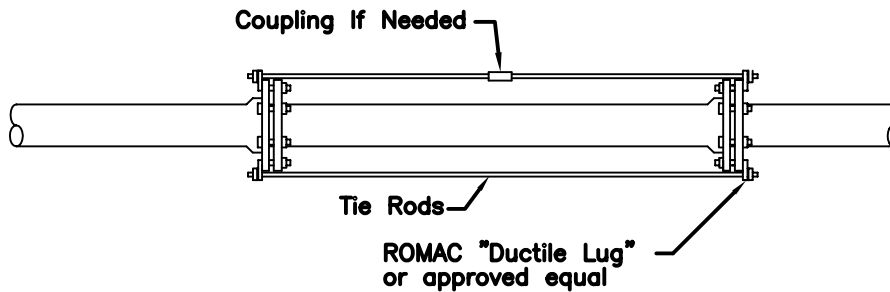 Coupling If Needed
Tie Rods
ROMAC "Ductile Lug"
or approved equal